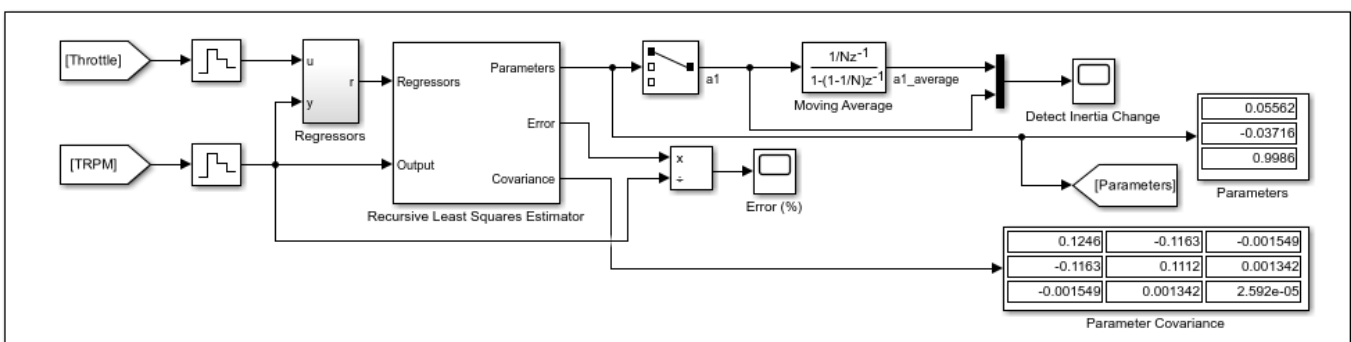 [Throttle]
[TRPM]
u
r
y
Regressors
Regressors
Output
Parameters
Error
Covariance
Recursive Least Squares Estimator
a1
1/Nz-1
1-(1-1/N)z-1
Moving Average
a1_average
Detect Inertia Change
x
÷
Error (%)
0.05562
-0.03716
0.9986
Parameters
[Parameters]
0.1246 -0.1163 -0.001549
-0.1163 0.1112 0.001342
-0.001549 0.001342 2.592e-05
Parameter Covariance